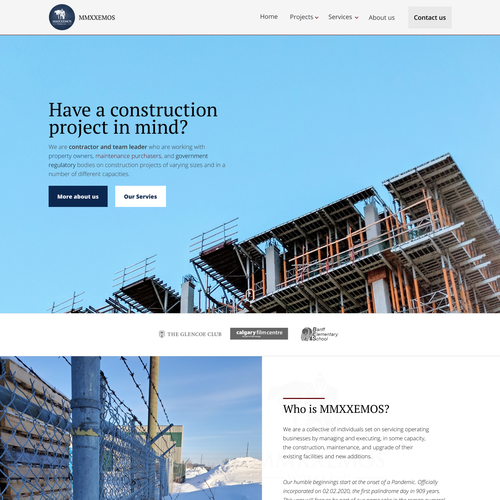 MMXXEMOS
Home
Projects
Services
About us
Contact us
Have a construction
project in mind?
We are contractor and team leader who are working with
property owners, maintenance purchasers, and government
regulatory bodies on construction projects of varying sizes and in a
number of different capacities.
More about us
Our Servies
THE GLENCOE CLUB
calgary film centre
Banff
Elementary
School
Who is MMXXEMOS?
We are a collective of individuals set on servicing operating
businesses by managing and executing, in some capacity,
the construction, maintenance, and upgrade of their
existing facilities and new additions.
Our humble beginnings start at the onset of a Pandemic. Officially
incorporated on 02.02.2020, the first palindrome day in 909 years.